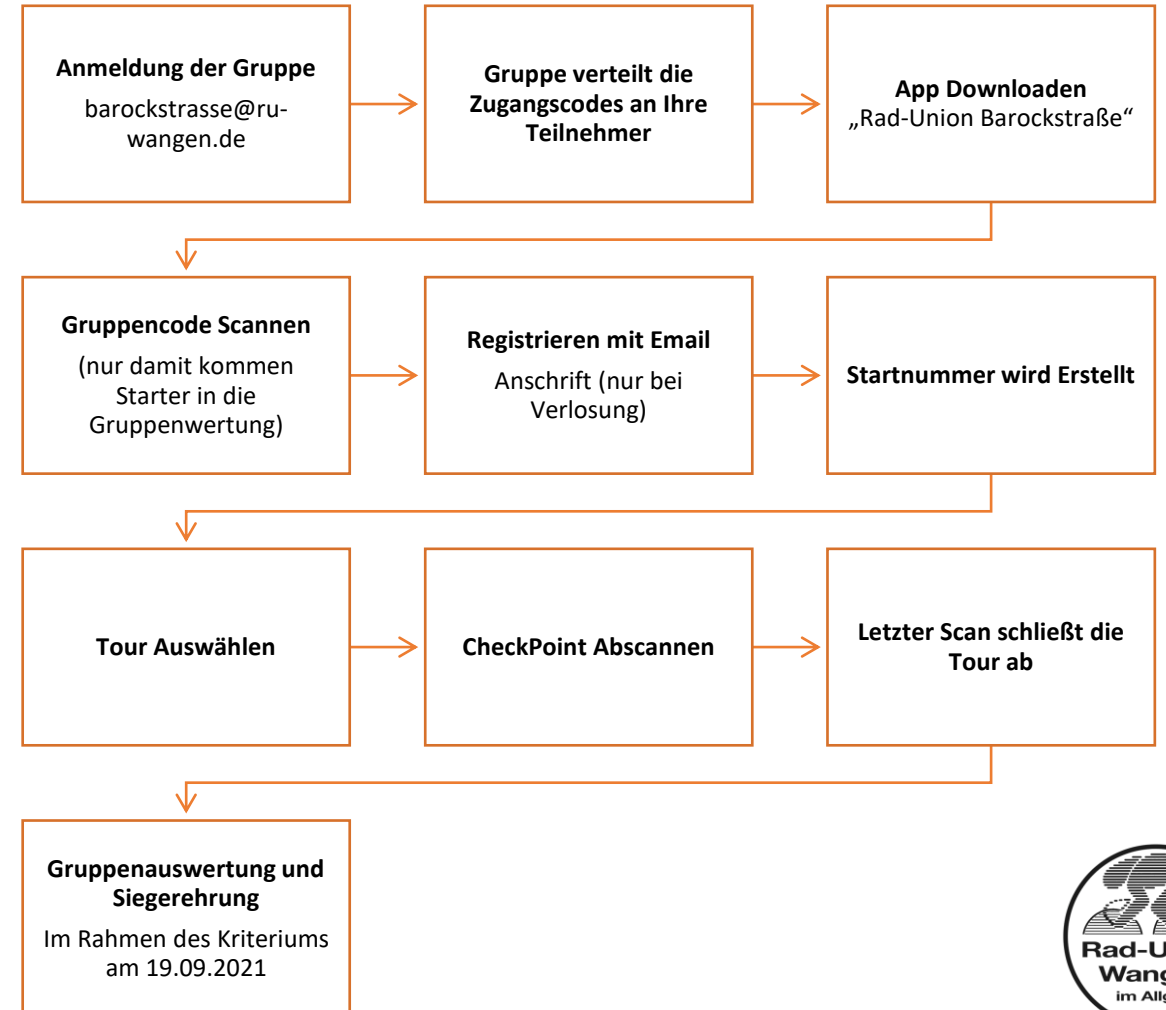 Anmeldung der Gruppe
barockstrasse@ru-
wangen.de
Gruppe verteilt die
Zugangscodes an Ihre
Teilnehmer
App Downloaden
„Rad-Union Barockstraße“
Gruppencode Scannen
(nur damit kommen
Starter in die
Gruppenwertung)
Registrieren mit Email
Anschrift (nur bei
Verlosung)
Startnummer wird Erstellt
Tour Auswählen
CheckPoint Abscannen
Letzter Scan schließt die
Tour ab
Gruppenauswertung und
Siegerehrung
Im Rahmen des Kriteriums
am 19.09.2021
Rad-U
Wang
im Allg